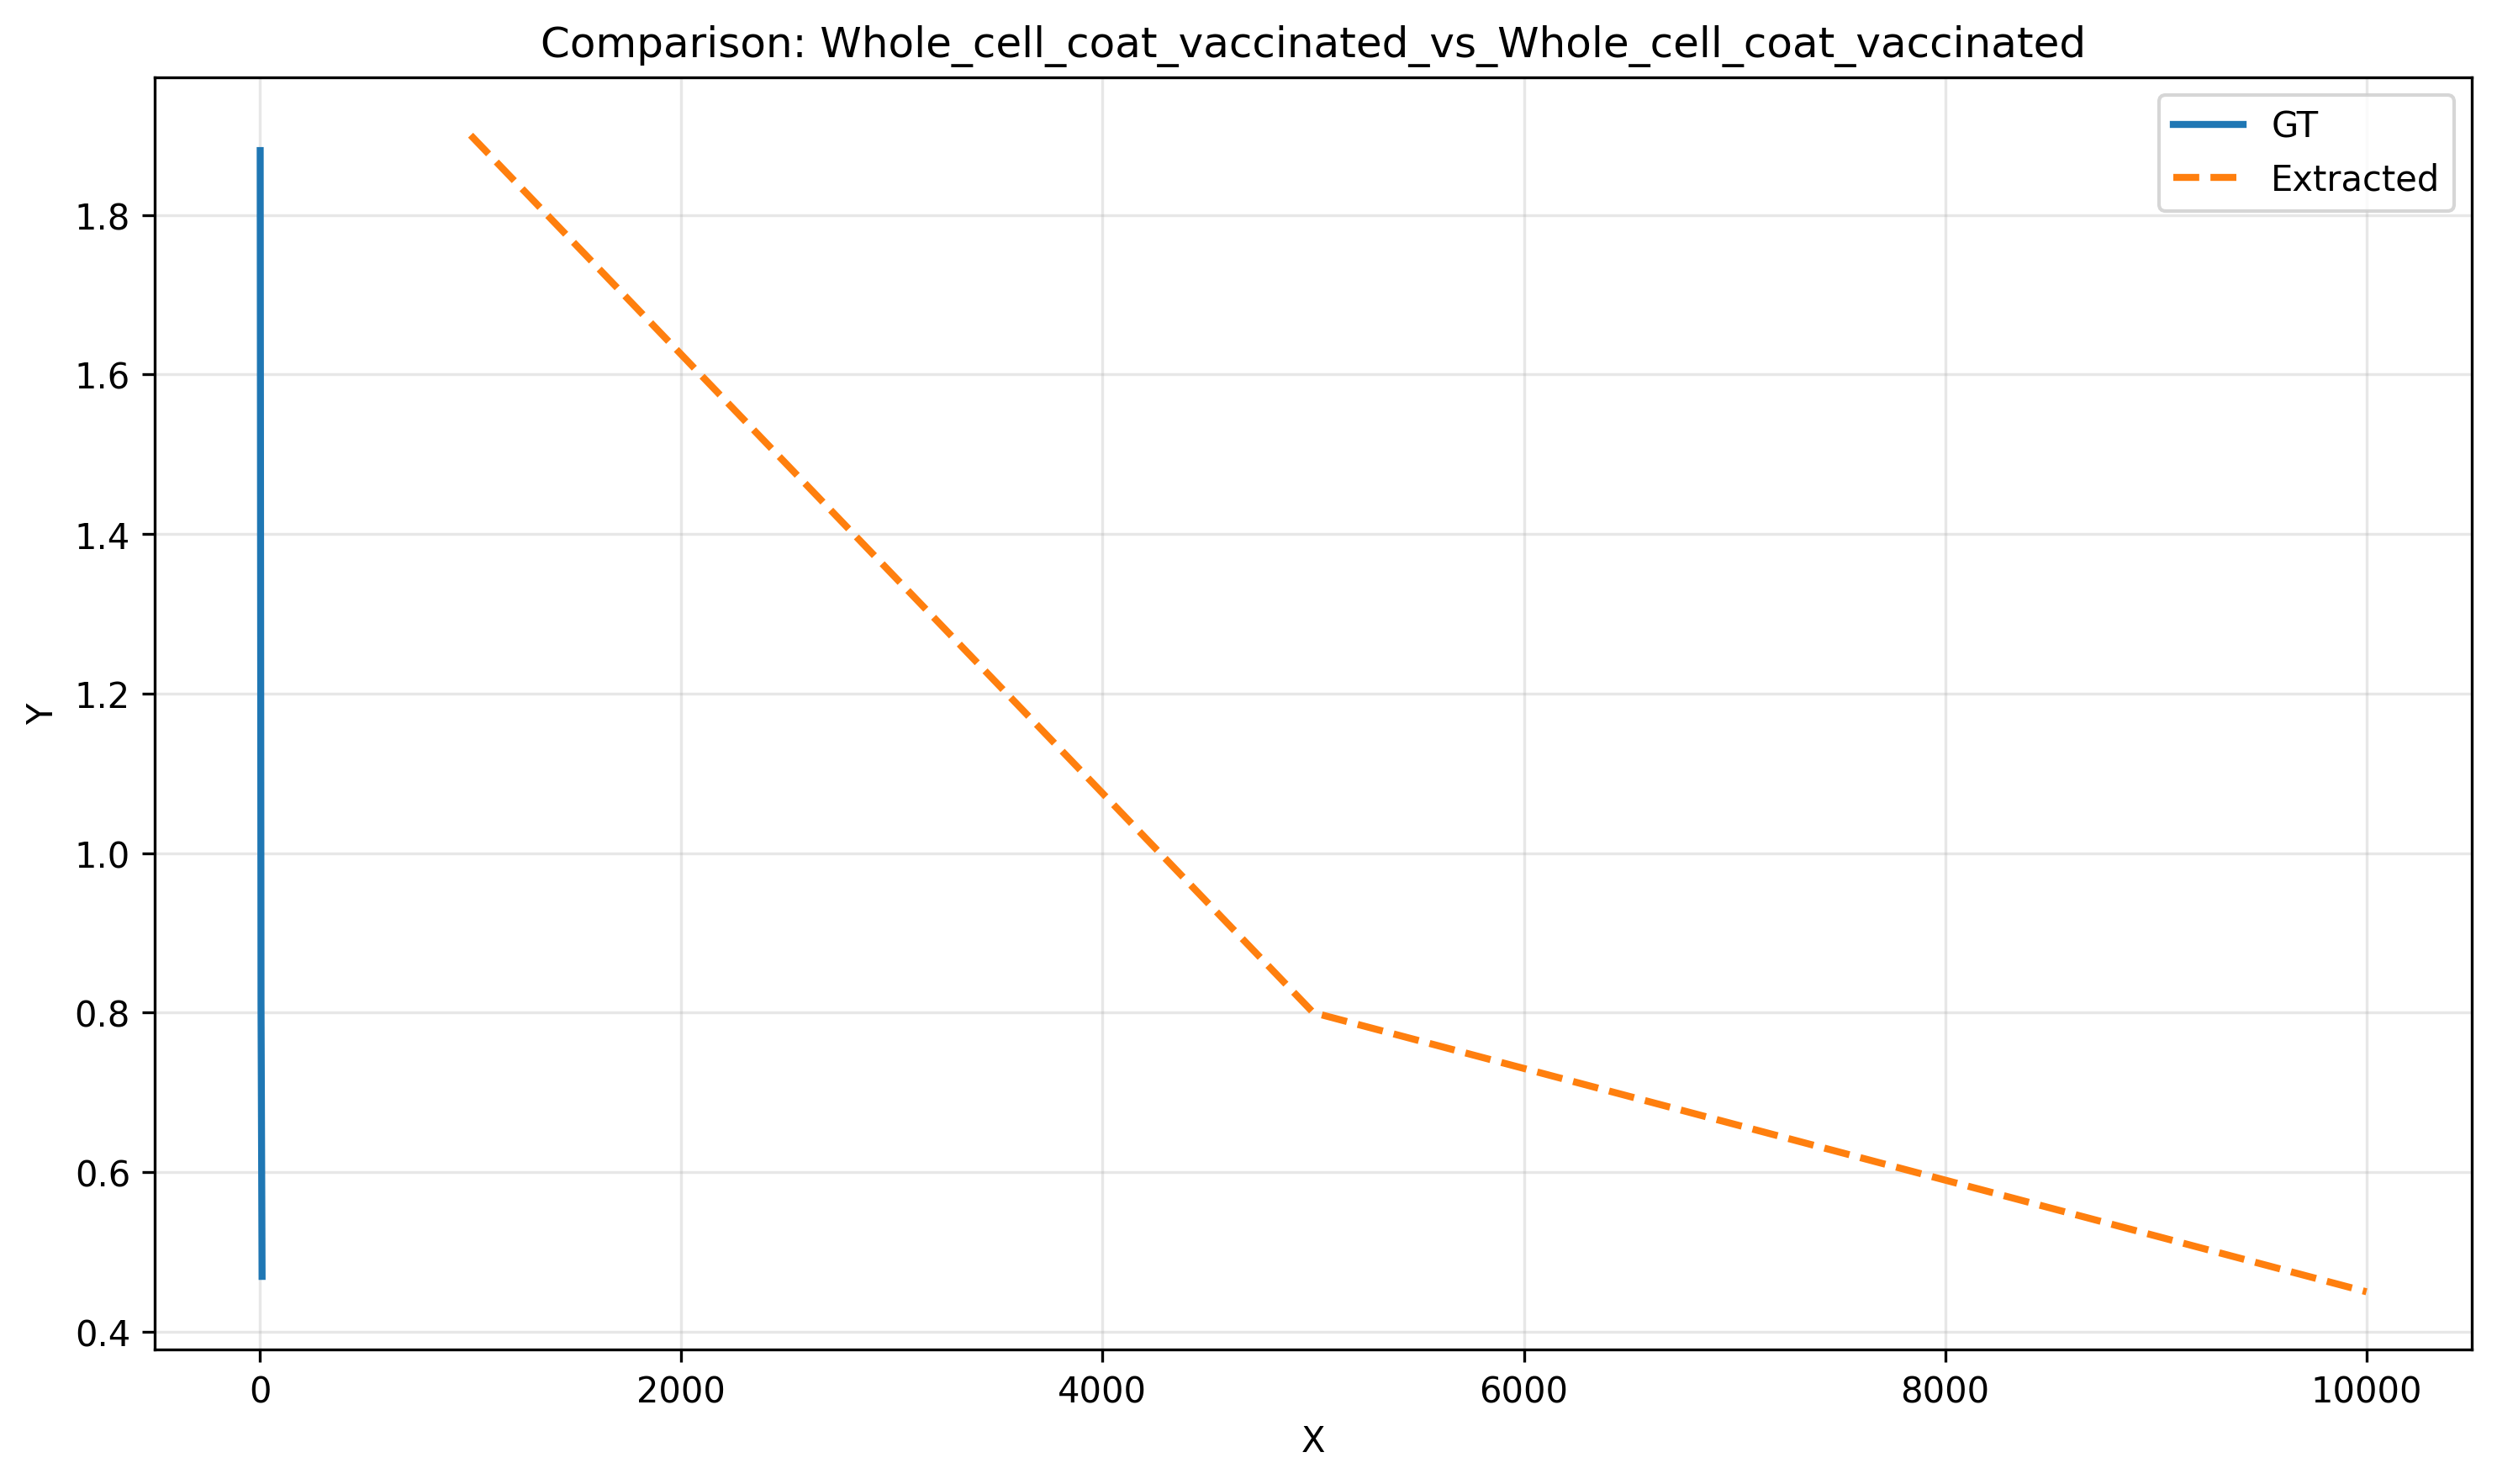 Comparison: Whole_cell_coat_vaccinated_vs_Whole_cell_coat_vaccinated
GT
Extracted
Y
1.8
1.6
1.4
1.2
1.0
0.8
0.6
0.4
0 2000 4000 6000 8000 10000
X